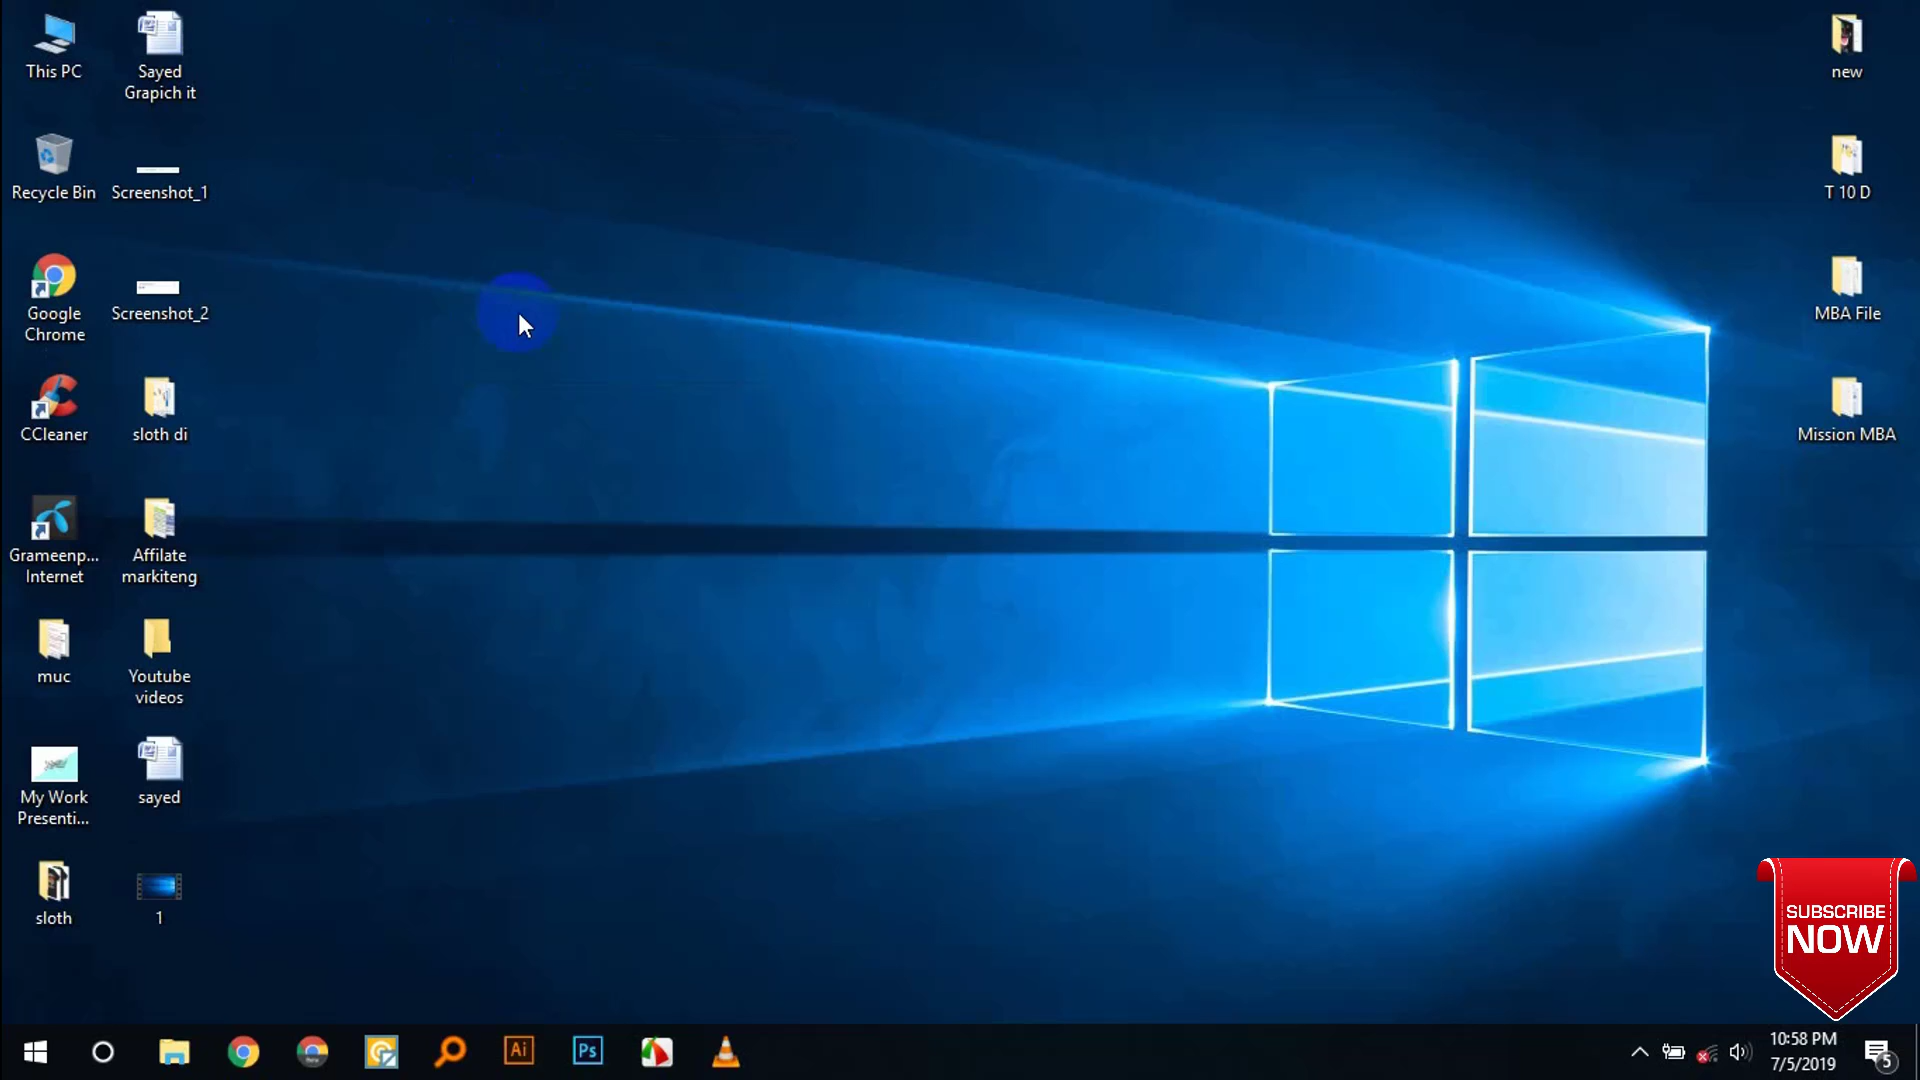 This PC
Sayed
Grapich it
Recycle Bin
Screenshot_1
Google
Chrome
Screenshot_2
CCleaner
sloth di
Grameenp...
Internet
Affilate
markiteng
muc
Youtube
videos
My Work
Presenti...
sayed
sloth
1
new
T 10 D
MBA File
Mission MBA
SUBSCRIBE
NOW
Ai
Ps
10:58 PM
7/5/2019
5